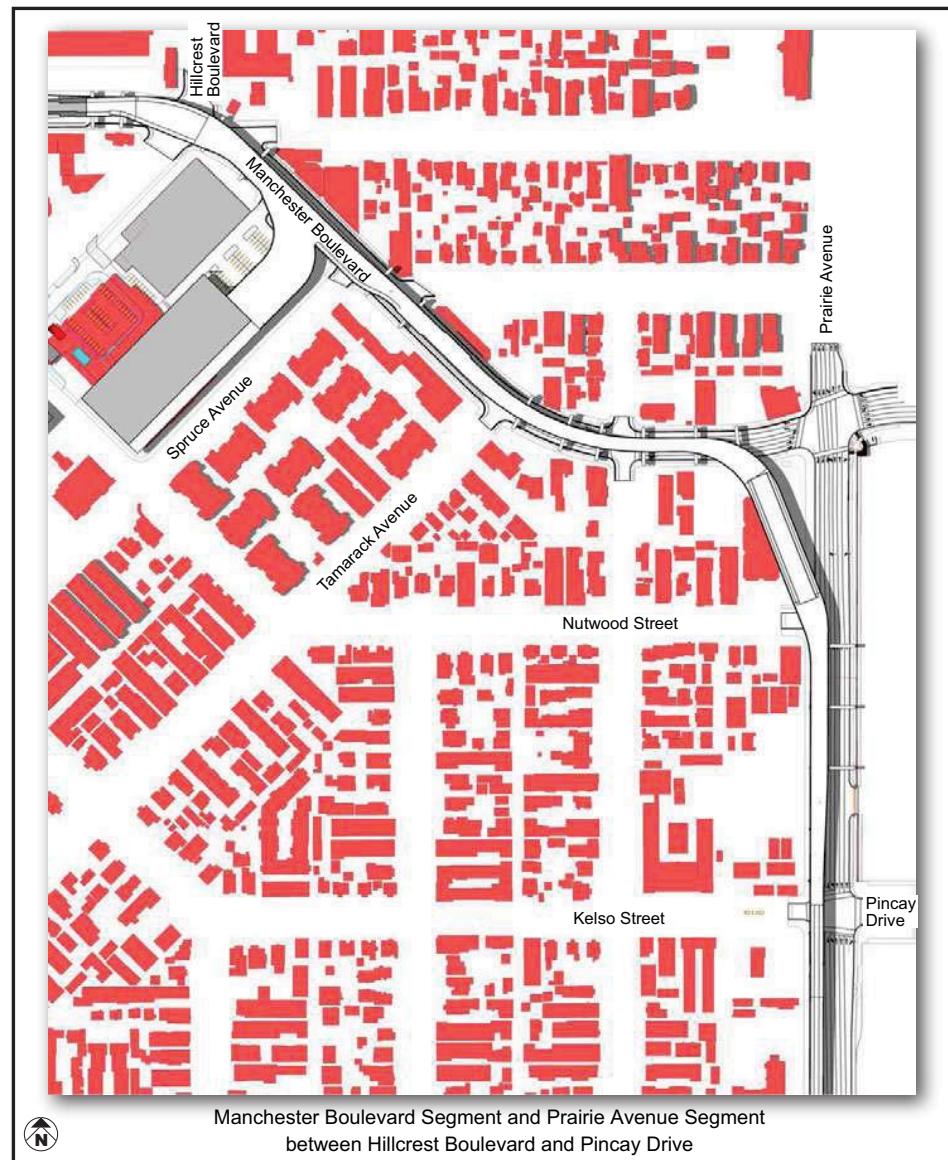 Hillcrest
Boulevard
Manchester Boulevard
Prairie Avenue
Spruce Avenue
Tamarack Avenue
Nutwood Street
Kelso Street
Pincay
Drive
N
Manchester Boulevard Segment and Prairie Avenue Segment
between Hillcrest Boulevard and Pincay Drive